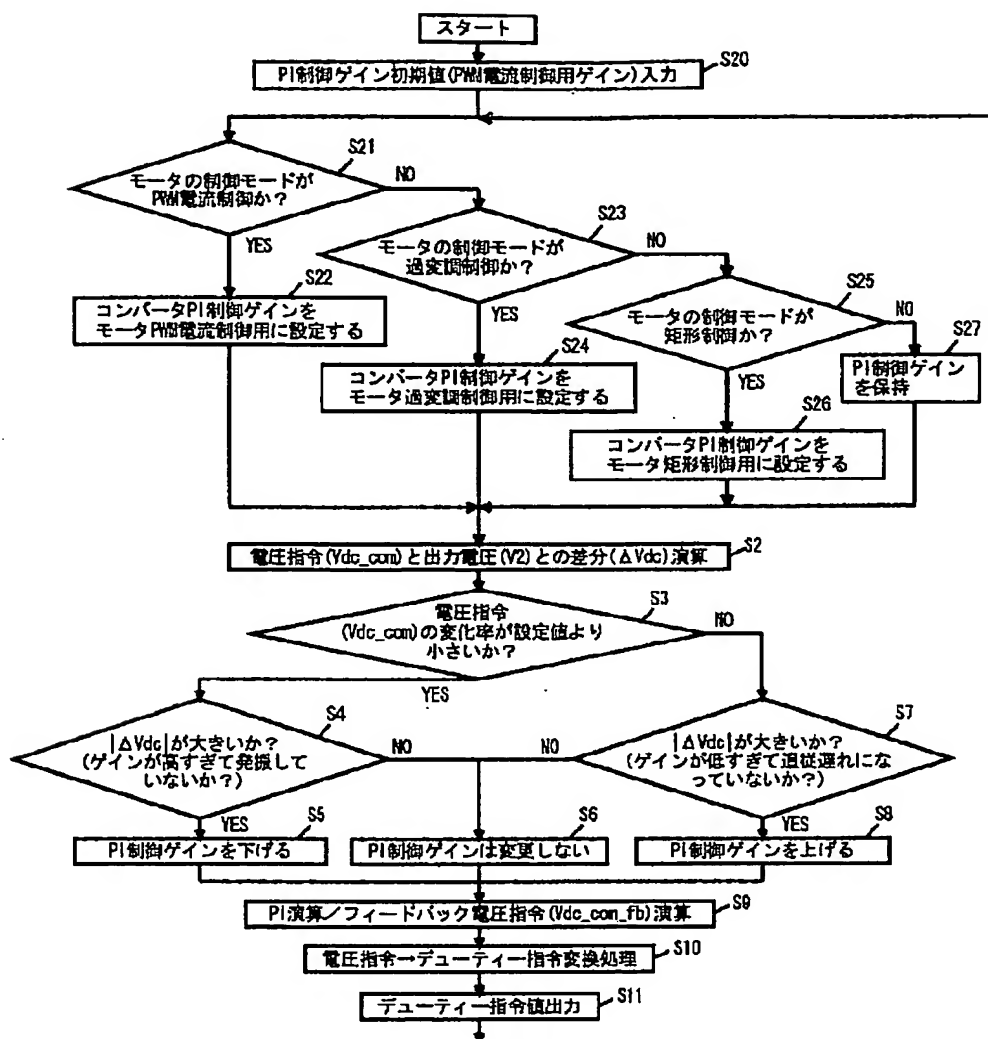 スタート
S20
PI制御ゲイン初期値(PWM電流制御用ゲイン)入力
S21
モータの制御モードが
PWM電流制御か?
NO
YES
S22
コンバータPI制御ゲインを
モータPWM電流制御用に設定する
S23
モータの制御モードが
過変調制御か?
NO
YES
S24
コンバータPI制御ゲインを
モータ過変調制御用に設定する
S25
モータの制御モードが
矩形制御か?
NO
YES
S26
コンバータPI制御ゲインを
モータ矩形制御用に設定する
S27
PI制御ゲイン
を保持
S2
電圧指令(Vdc_com)と出力電圧(V2)との差分(ΔVdc)演算
S3
電圧指令
(Vdc_com)の変化率が設定値より
小さいか?
NO
YES
S4
|ΔVdc|が大きいか?
(ゲインが高すぎて発振して
いないか?)
NO
YES
S7
|ΔVdc|が大きいか?
(ゲインが低すぎて追従遅れにな
っていないか?)
NO
YES
S5
PI制御ゲインを下げる
S6
PI制御ゲインは変更しない
S8
PI制御ゲインを上げる
S9
PI演算/フィードバック電圧指令(Vdc_com_fb)演算
S10
電圧指令→デューティー指令変換処理
S11
デューティー指令値出力